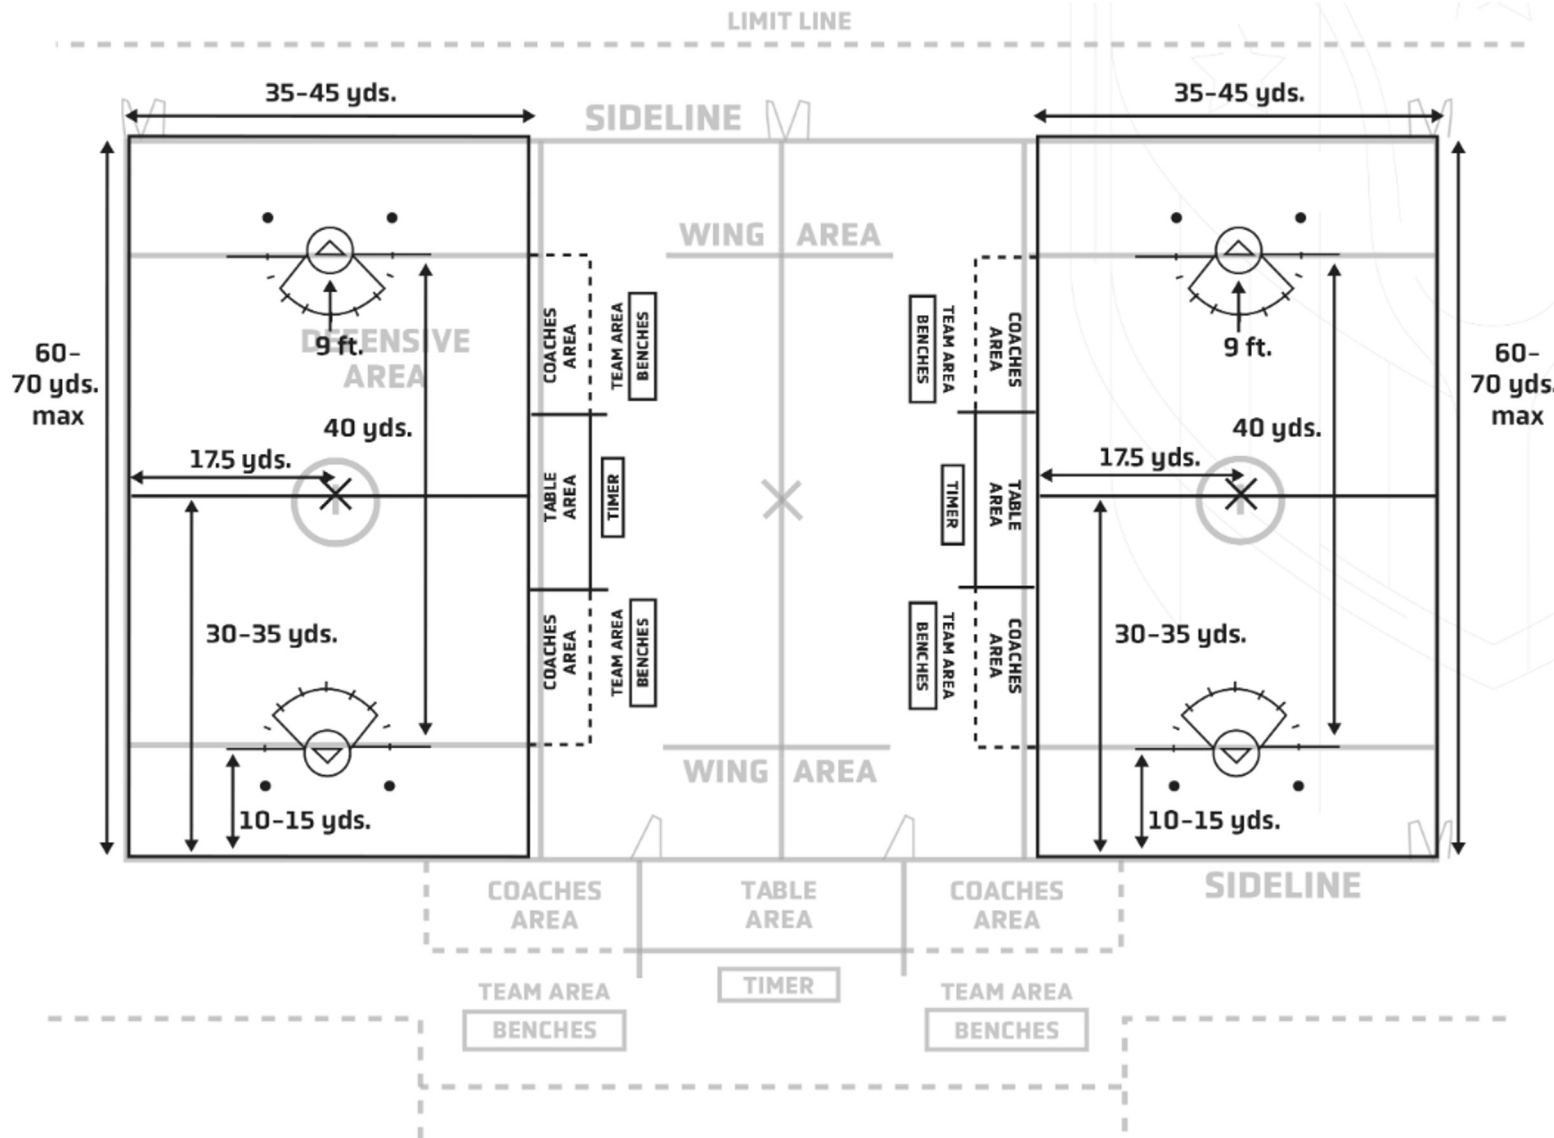 LIMIT LINE
35-45 yds.
35-45 yds.
SIDELINE
WING AREA
9 ft.
DEFENSIVE
AREA
9 ft.
60-
70 yds.
max
60-
70 yds.
max
COACHES
AREA
TEAM AREA
BENCHES
BENCHES
TEAM AREA
COACHES
AREA
40 yds.
40 yds.
17.5 yds.
17.5 yds.
TABLE
AREA
TIMER
TIMER
TABLE
AREA
30-35 yds.
30-35 yds.
COACHES
AREA
TEAM AREA
BENCHES
BENCHES
TEAM AREA
COACHES
AREA
WING AREA
10-15 yds.
10-15 yds.
SIDELINE
COACHES
AREA
TABLE
AREA
COACHES
AREA
TIMER
TEAM AREA
BENCHES
TEAM AREA
BENCHES